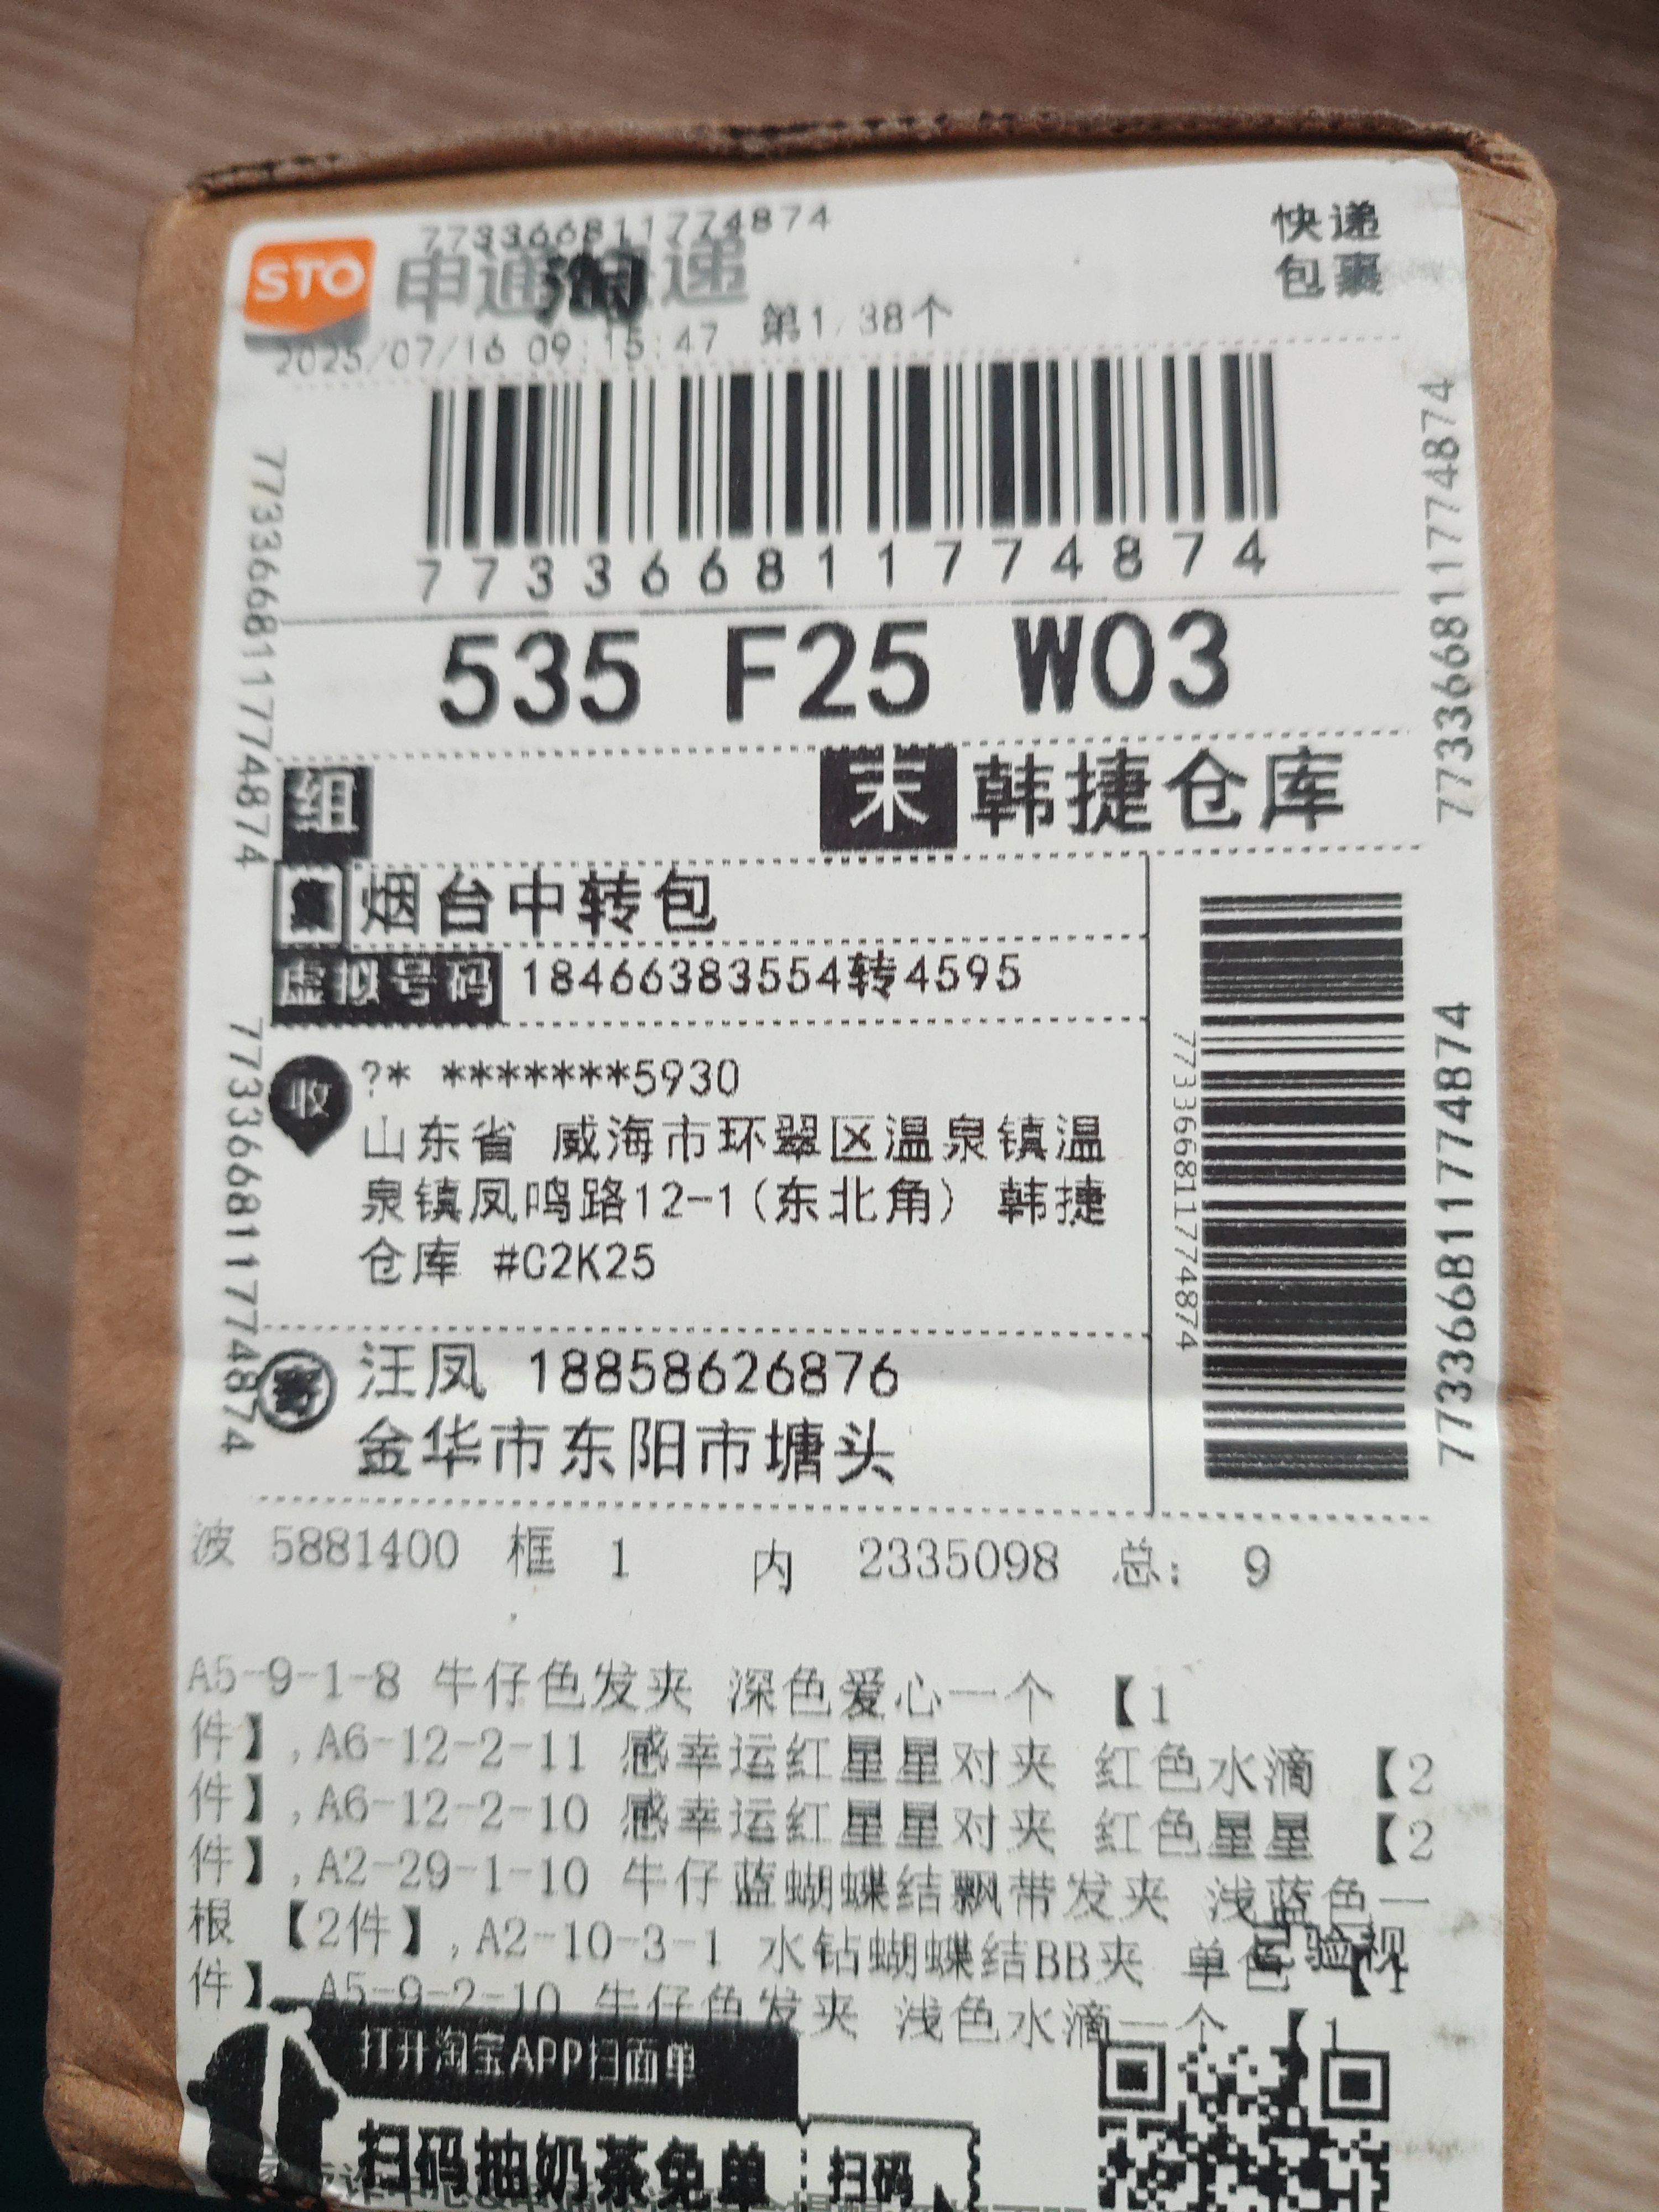 773366811774874
STO 申通快递
快递
包裹
2025/07/16 09:15:47 第1/38个
773366811774874
535 F25 W03
组
末 韩捷仓库
集 烟台中转包
虚拟号码 18466383554转4595
收 ?* *******5930
山东省 威海市环翠区温泉镇温
泉镇凤鸣路12-1(东北角) 韩捷
仓库 #C2K25
寄 汪凤 18858626876
金华市东阳市塘头
773366811774874
773366811774874
773366811774874
773366811774874
773366811774874
波 5881400 框 1 内 2335098 总: 9
A5-9-1-8 牛仔色发夹 深色爱心一个 【1
件】,A6-12-2-11 感幸运红星星对夹 红色水滴 【2
件】,A6-12-2-10 感幸运红星星对夹 红色星星 【2
件】,A2-29-1-10 牛仔蓝蝴蝶结飘带发夹 浅蓝色一
根 【2件】,A2-10-3-1 水钻蝴蝶结BB夹 单色 【1
已验视
件】,A5-9-2-10 牛仔色发夹 浅色水滴一个 【1
打开淘宝APP扫面单
扫码抽奶茶免单
扫码